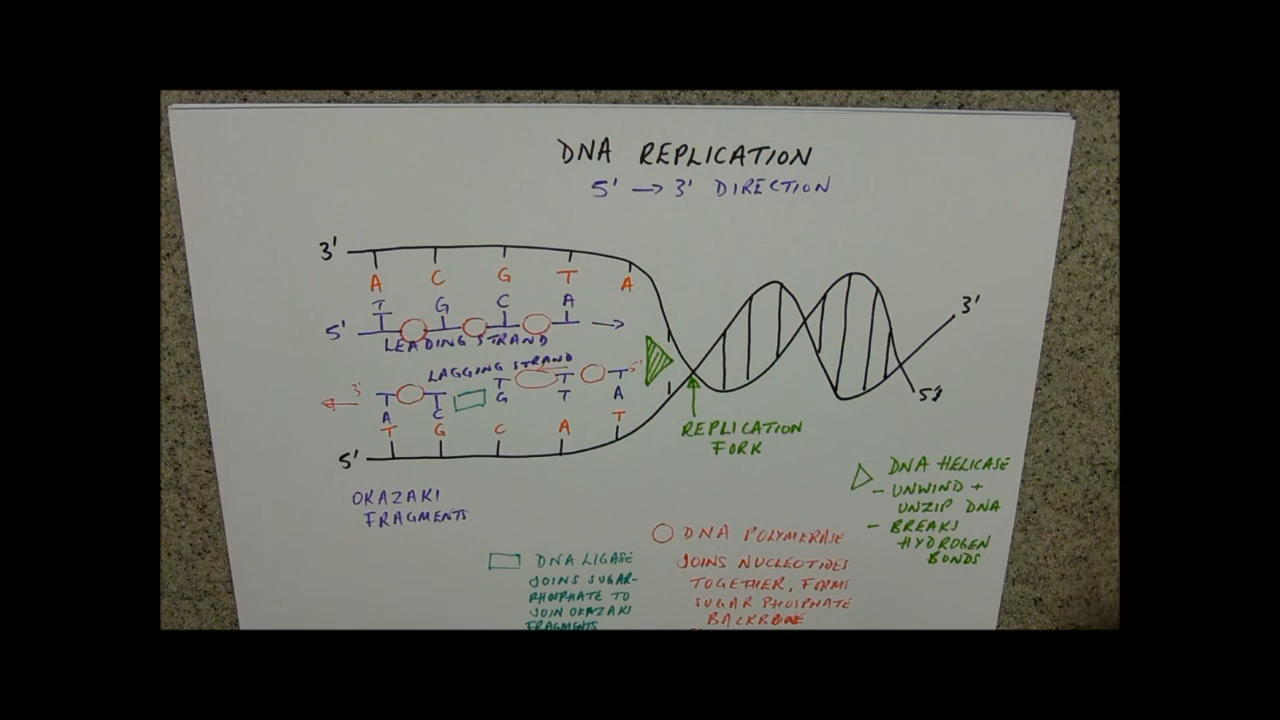 DNA REPLICATION
5' → 3' DIRECTION
3'
A C G T A
T G C A
5' →
LEADING STRAND
LAGGING STRAND
← 3' 5'
A C G T A
T G C A T
5'
3'
5'
REPLICATION
FORK
OKAZAKI
FRAGMENTS
DNA HELICASE
- UNWIND +
UNZIP DNA
- BREAKS
HYDROGEN
BONDS
DNA POLYMERASE
JOINS NUCLEOTIDES
TOGETHER, FORMS
SUGAR PHOSPHATE
BACKBONE
DNA LIGASE
JOINS SUGAR-
PHOSPHATE TO
JOIN OKAZAKI
FRAGMENTS